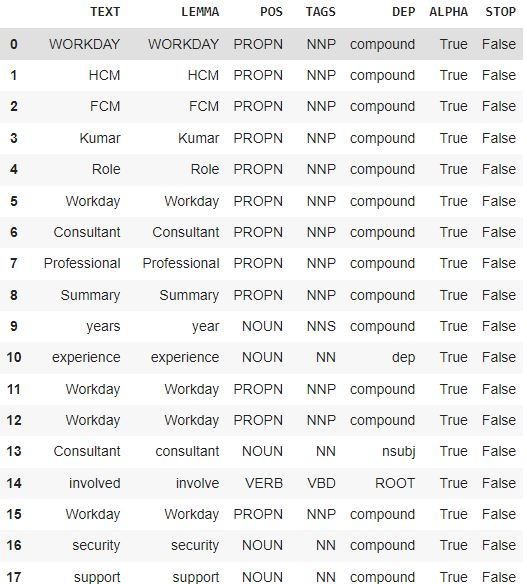 TEXT LEMMA POS TAGS DEP ALPHA STOP
0 WORKDAY WORKDAY PROPN NNP compound True False
1 HCM HCM PROPN NNP compound True False
2 FCM FCM PROPN NNP compound True False
3 Kumar Kumar PROPN NNP compound True False
4 Role Role PROPN NNP compound True False
5 Workday Workday PROPN NNP compound True False
6 Consultant Consultant PROPN NNP compound True False
7 Professional Professional PROPN NNP compound True False
8 Summary Summary PROPN NNP compound True False
9 years year NOUN NNS compound True False
10 experience experience NOUN NN dep True False
11 Workday Workday PROPN NNP compound True False
12 Workday Workday PROPN NNP compound True False
13 Consultant consultant NOUN NN nsubj True False
14 involved involve VERB VBD ROOT True False
15 Workday Workday PROPN NNP compound True False
16 security security NOUN NN compound True False
17 support support NOUN NN compound True False